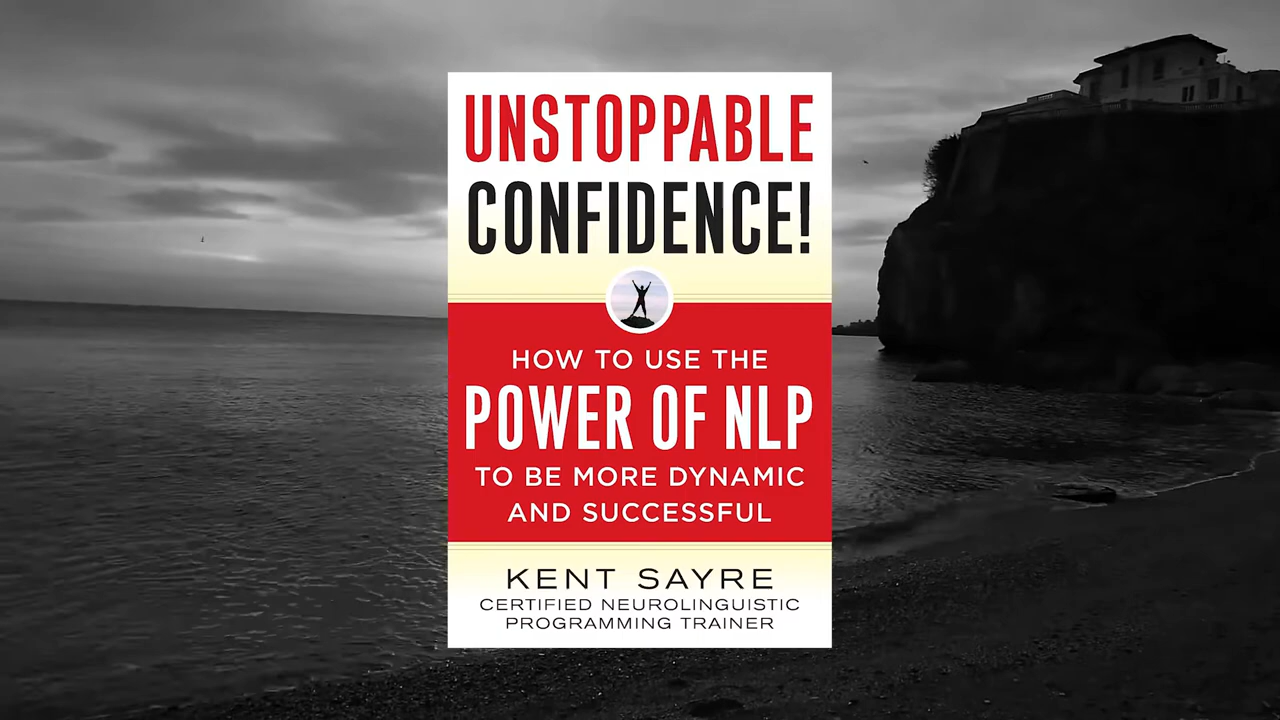 UNSTOPPABLE
CONFIDENCE!
HOW TO USE THE
POWER OF NLP
TO BE MORE DYNAMIC
AND SUCCESSFUL
KENT SAYRE
CERTIFIED NEUROLINGUISTIC
PROGRAMMING TRAINER